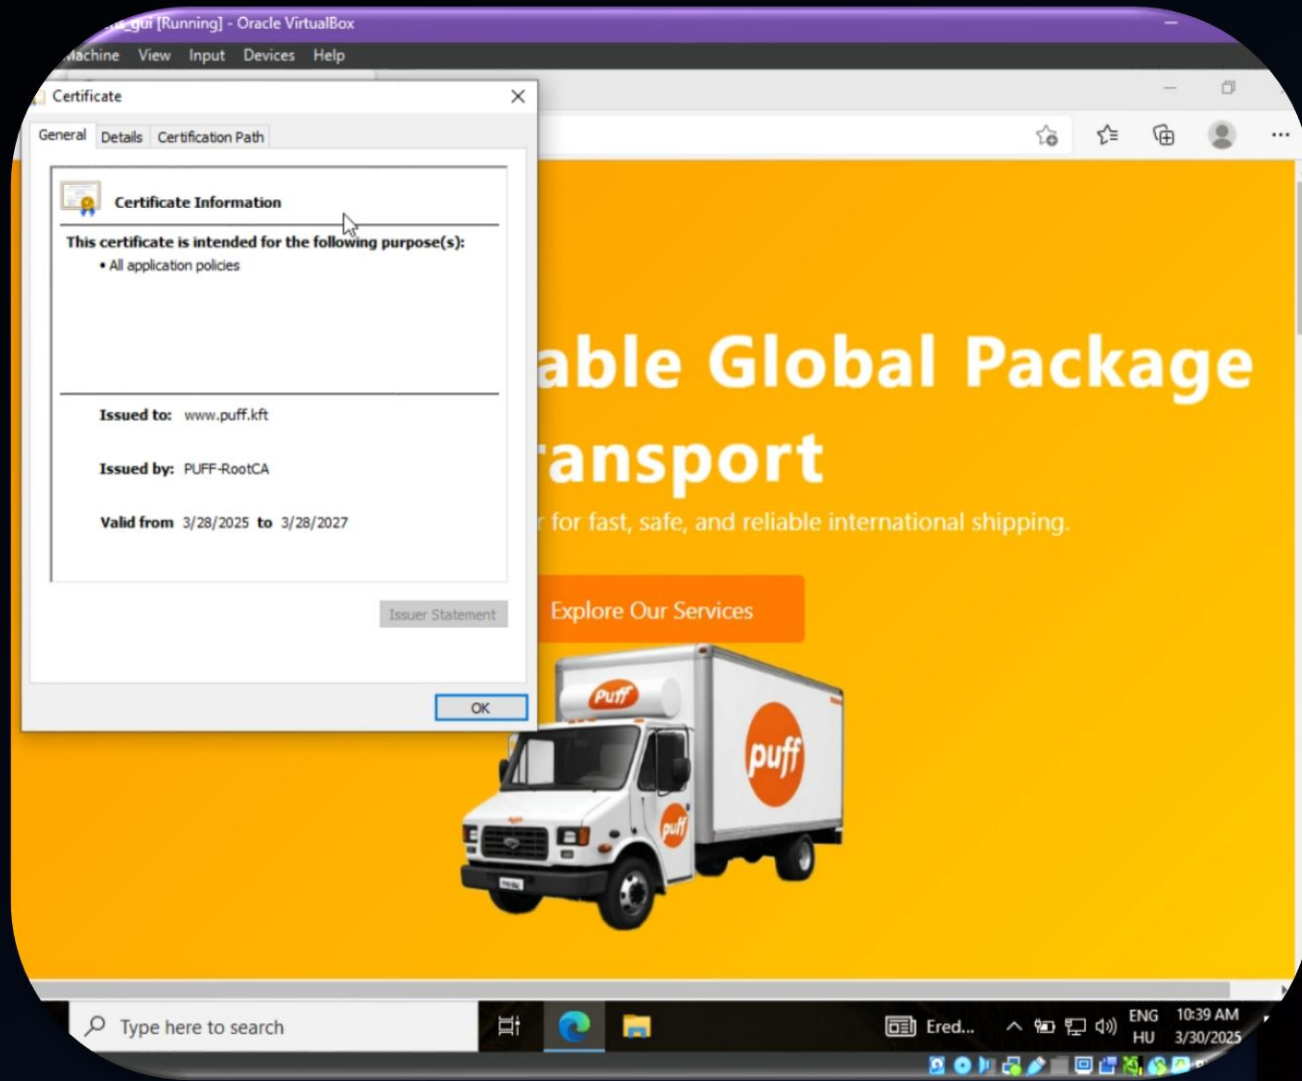 _gui [Running] - Oracle VirtualBox
Machine View Input Devices Help
Certificate
General Details Certification Path
Certificate Information
This certificate is intended for the following purpose(s):
• All application policies
Issued to: www.puff.kft
Issued by: PUFF-RootCA
Valid from 3/28/2025 to 3/28/2027
Issuer Statement
OK
able Global Package
ransport
r for fast, safe, and reliable international shipping.
Explore Our Services
Puff
puff
puff
Type here to search
Ered...
ENG
HU
10:39 AM
3/30/2025